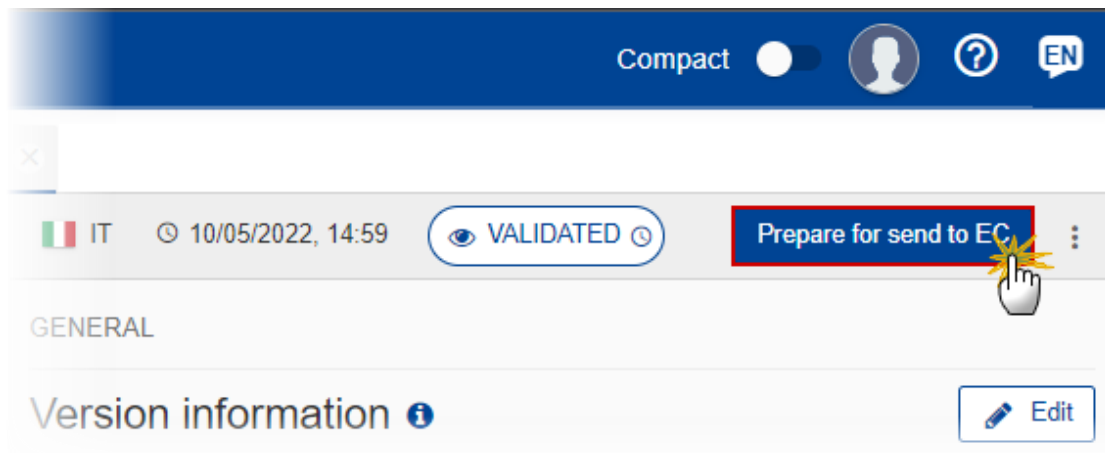 Compact EN
IT 10/05/2022, 14:59 VALIDATED Prepare for send to EC
GENERAL
Version information Edit